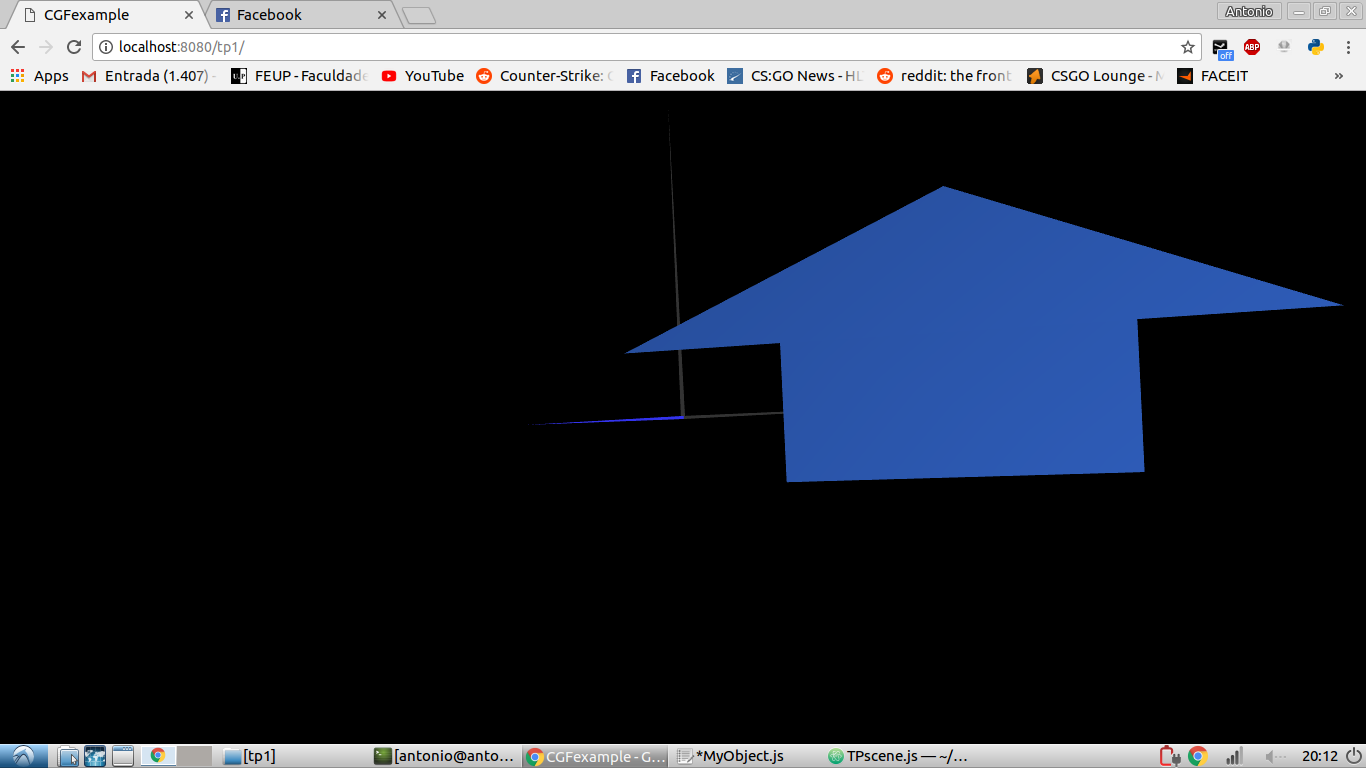 CGFexample
Facebook
Antonio
localhost:8080/tp1/
off
ABP
Apps
Entrada (1.407) -
FEUP - Faculdade
YouTube
Counter-Strike:
Facebook
CS:GO News - HL
reddit: the front
CSGO Lounge - M
FACEIT
»
[tp1]
[antonio@anto...
CGFexample - G...
*MyObject.js
TPscene.js — ~/...
20:12